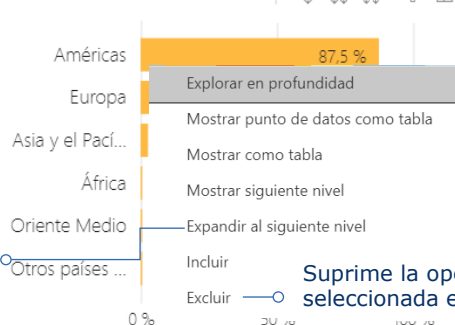 Américas
87,5 %
Europa
Asia y el Pací...
África
Oriente Medio
Otros países ...
0 %
Explorar en profundidad
Mostrar punto de datos como tabla
Mostrar como tabla
Mostrar siguiente nivel
Expandir al siguiente nivel
Incluir
Excluir
Suprime la
seleccionada